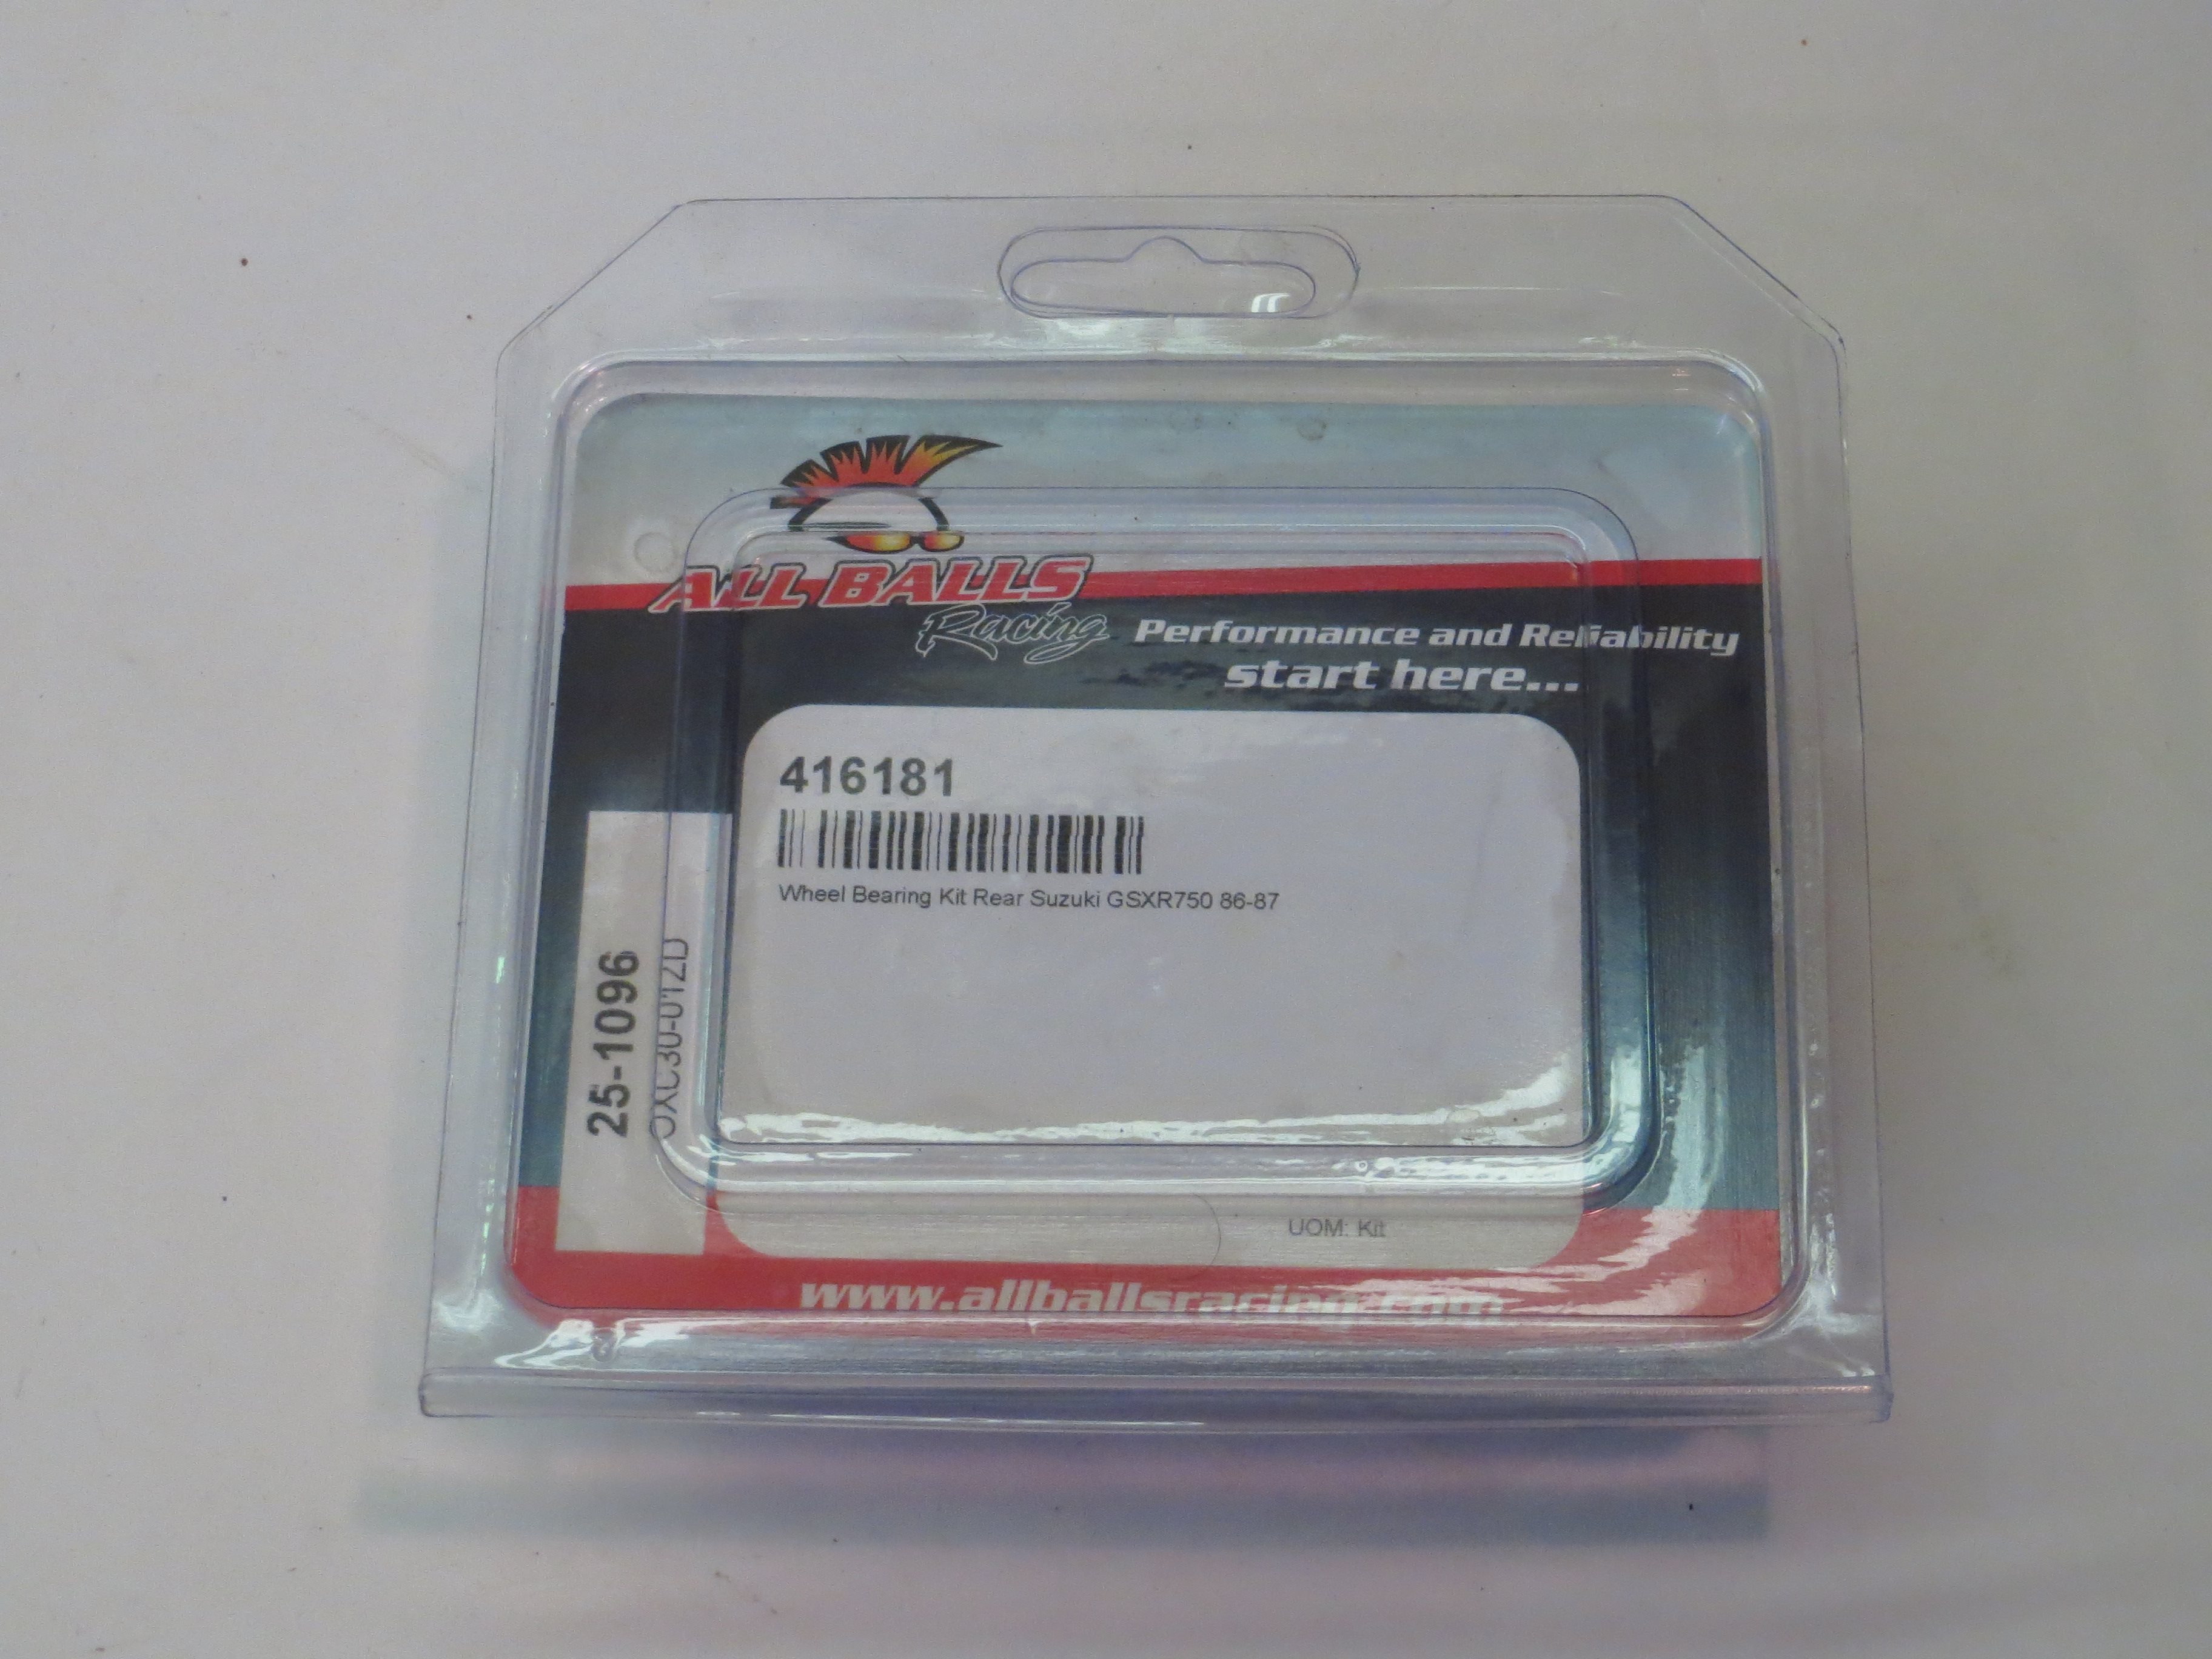 ALL BALLS
Racing
Performance and Reliability
start here...
416181
Wheel Bearing Kit Rear Suzuki GSXR750 86-87
25-1096
UOM: Kit
www.allballsracing.com